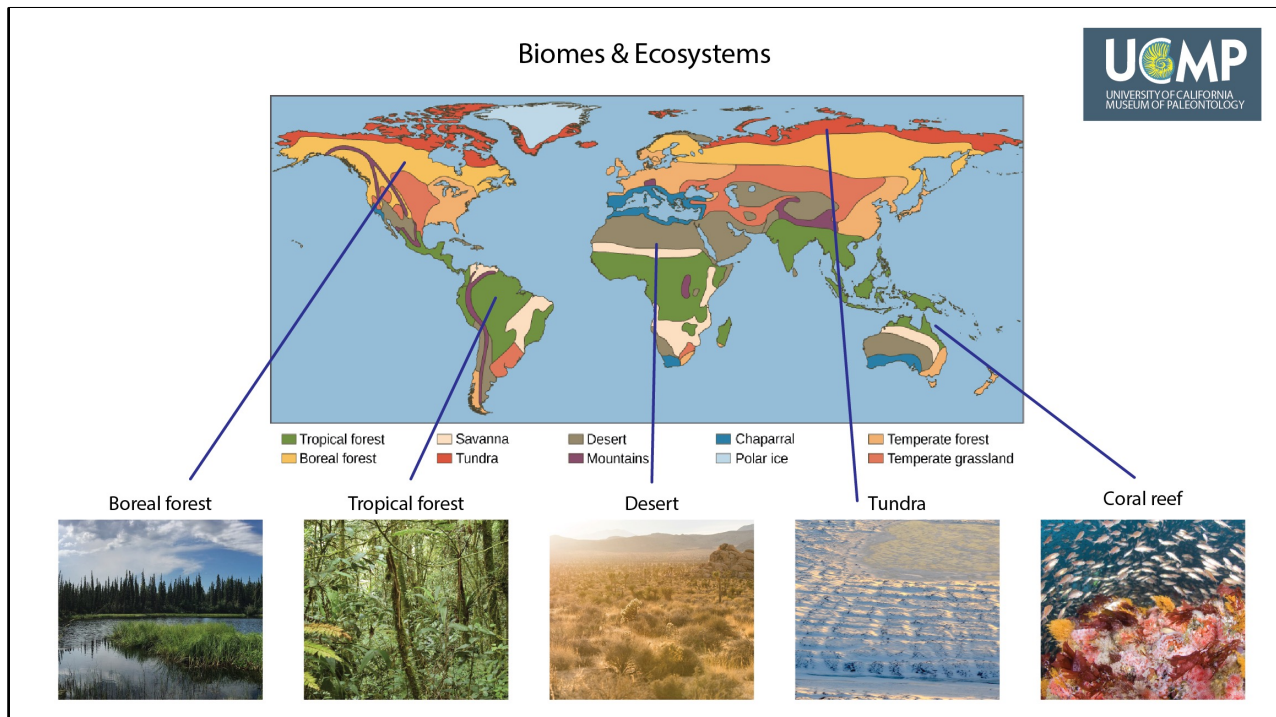 Biomes & Ecosystems
UCMP
UNIVERSITY OF CALIFORNIA
MUSEUM OF PALEONTOLOGY
Tropical forest
Savanna
Desert
Chaparral
Temperate forest
Boreal forest
Tundra
Mountains
Polar ice
Temperate grassland
Boreal forest
Tropical forest
Desert
Tundra
Coral reef